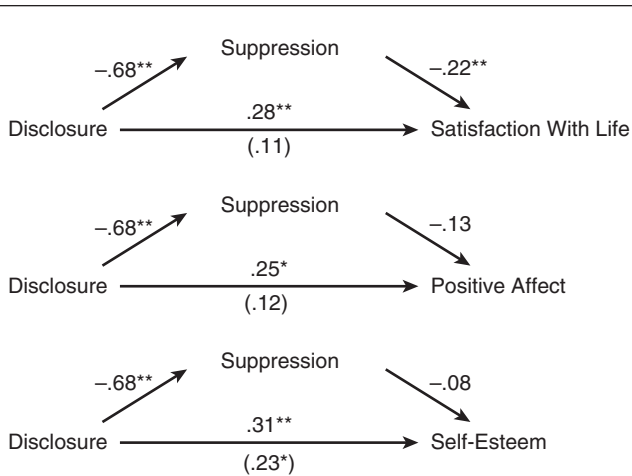 Suppression
–.68**
–.22**
.28**
Disclosure
Satisfaction With Life
(.11)
Suppression
–.68**
–.13
.25*
Disclosure
Positive Affect
(.12)
Suppression
–.68**
–.08
.31**
Disclosure
Self-Esteem
(.23*)